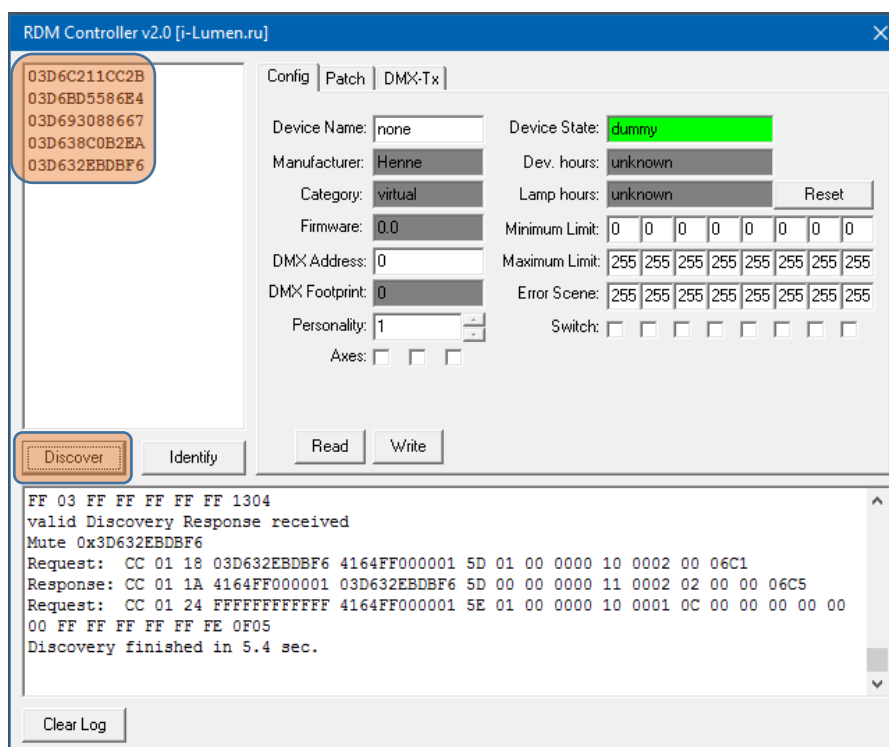 RDM Controller v2.0 [i-Lumen.ru]
03D6C211CC2B
03D6BD5586E4
03D693088667
03D638C0B2EA
03D632EBDBF6
Discover
Identify
Config Patch DMX-Tx
Device Name: none
Manufacturer: Henne
Category: virtual
Firmware: 0.0
DMX Address: 0
DMX Footprint: 0
Personality: 1
Axes:
Device State: dummy
Dev. hours: unknown
Lamp hours: unknown Reset
Minimum Limit: 0 0 0 0 0 0 0 0
Maximum Limit: 255 255 255 255 255 255 255 255
Error Scene: 255 255 255 255 255 255 255 255
Switch:
Read Write
FF 03 FF FF FF FF FF 1304
valid Discovery Response received
Mute 0x3D632EBDBF6
Request: CC 01 18 03D632EBDBF6 4164FF000001 5D 01 00 0000 10 0002 00 06C1
Response: CC 01 1A 4164FF000001 03D632EBDBF6 5D 00 00 0000 11 0002 02 00 00 06C5
Request: CC 01 24 FFFFFFFFFFFF 4164FF000001 5E 01 00 0000 10 0001 0C 00 00 00 00 00
00 FF FF FF FF FF FE 0F05
Discovery finished in 5.4 sec.
Clear Log